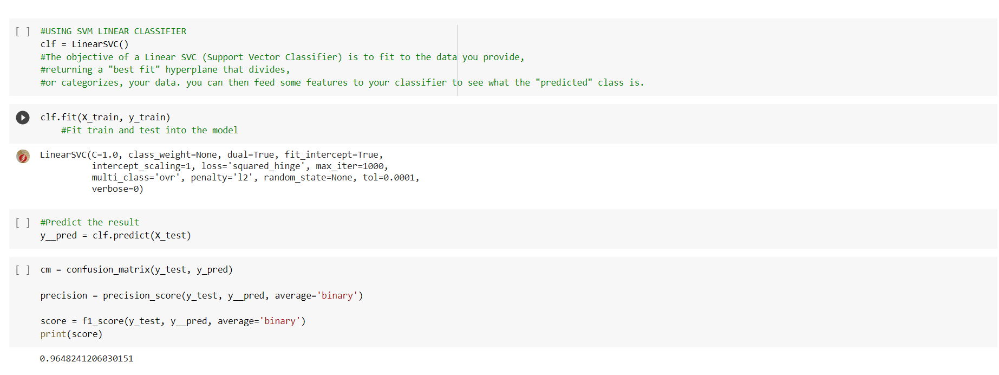 [ ] #USING SVM LINEAR CLASSIFIER
clf = LinearSVC()
#The objective of a Linear SVC (Support Vector Classifier) is to fit to the data you provide,
#returning a "best fit" hyperplane that divides,
#or categorizes, your data. you can then feed some features to your classifier to see what the "predicted" class is.
clf.fit(X_train, y_train)
#Fit train and test into the model
LinearSVC(C=1.0, class_weight=None, dual=True, fit_intercept=True,
intercept_scaling=1, loss='squared_hinge', max_iter=1000,
multi_class='ovr', penalty='l2', random_state=None, tol=0.0001,
verbose=0)
[ ] #Predict the result
y__pred = clf.predict(X_test)
[ ] cm = confusion_matrix(y_test, y_pred)
precision = precision_score(y_test, y__pred, average='binary')
score = f1_score(y_test, y__pred, average='binary')
print(score)
0.9648241206030151